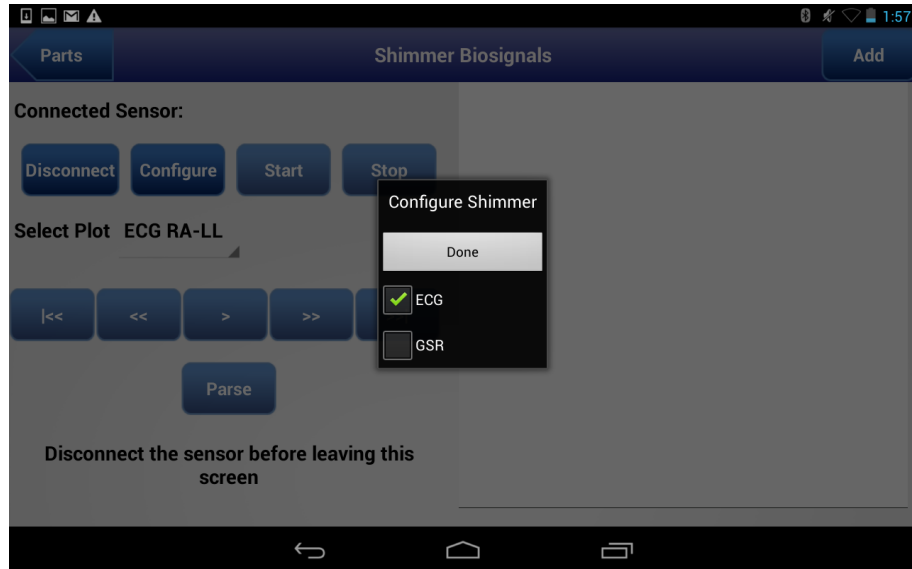 1:57
Parts
Shimmer Biosignals
Add
Connected Sensor:
Disconnect
Configure
Start
Stop
Configure Shimmer
Select Plot ECG RA-LL
Done
ECG
|<<
<<
>
>>
GSR
Parse
Disconnect the sensor before leaving this
screen